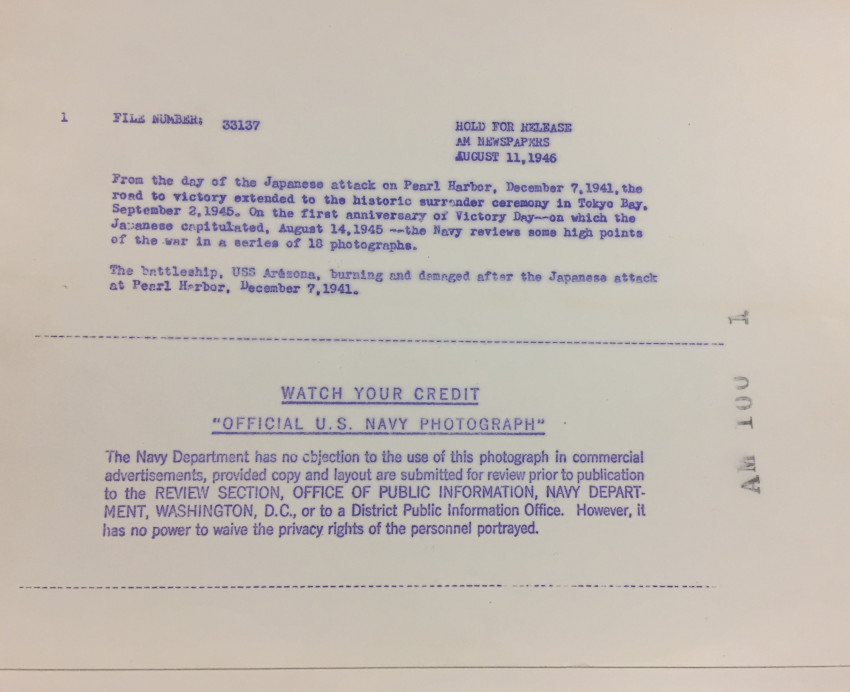 1 FILE NUMBER: 33137
HOLD FOR RELEASE
AM NEWSPAPERS
AUGUST 11,1946
From the day of the Japanese attack on Pearl Harbor, December 7,1941, the
road to victory extended to the historic surrender ceremony in Tokyo Bay,
September 2,1945. On the first anniversary of Victory Day--on which the
Japanese capitulated, August 14,1945 --the Navy reviews some high points
of the war in a series of 18 photographs.
The battleship, USS Arizona, burning and damaged after the Japanese attack
at Pearl Harbor, December 7,1941.
WATCH YOUR CREDIT
"OFFICIAL U.S. NAVY PHOTOGRAPH"
The Navy Department has no objection to the use of this photograph in commercial
advertisements, provided copy and layout are submitted for review prior to publication
to the REVIEW SECTION, OFFICE OF PUBLIC INFORMATION, NAVY DEPART-
MENT, WASHINGTON, D.C., or to a District Public Information Office. However, it
has no power to waive the privacy rights of the personnel portrayed.
AM 100 1